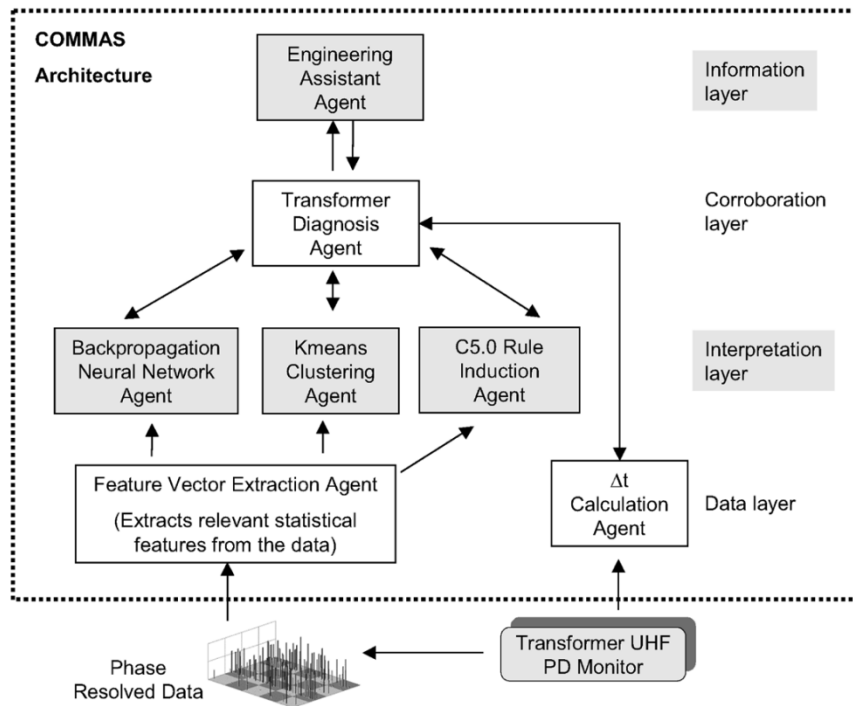 COMMAS
Architecture
Engineering
Assistant
Agent
Information
layer
Transformer
Diagnosis
Agent
Corroboration
layer
Backpropagation
Neural Network
Agent
Kmeans
Clustering
Agent
C5.0 Rule
Induction
Agent
Interpretation
layer
Feature Vector Extraction Agent
(Extracts relevant statistical
features from the data)
Δt
Calculation
Agent
Data layer
Phase
Resolved Data
Transformer UHF
PD Monitor